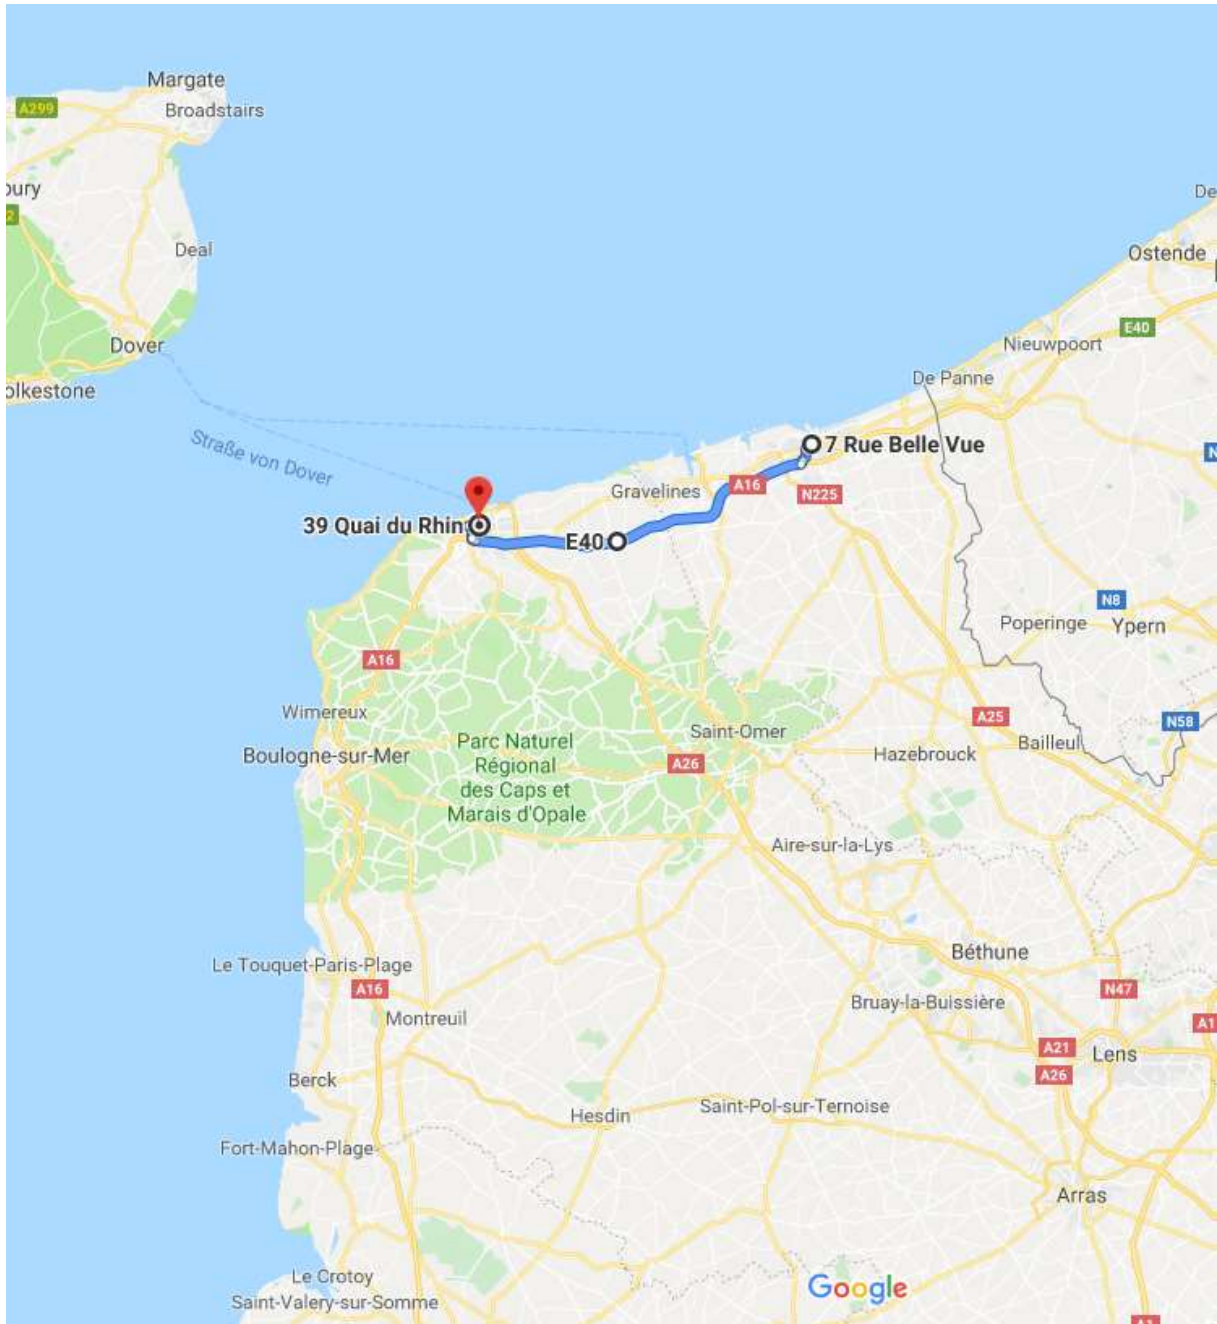 Margate
A299
Broadstairs
bury
De
2
Deal
Ostende
E40
Dover
Nieuwpoort
De Panne
olkestone
Straße von Dover
7 Rue Belle Vue
N
A16
Gravelines
N225
39 Quai du Rhin
E40
N8
Poperinge
Ypern
A16
Wimereux
A25
N58
Saint-Omer
Parc Naturel
Régional
des Caps et
Marais d'Opale
Boulogne-sur-Mer
Hazebrouck
Bailleul
A26
Aire-sur-la-Lys
Béthune
Le Touquet-Paris-Plage
A16
N47
Bruay-la-Buissière
Montreuil
A1
A21
Lens
A26
Berck
Hesdin
Saint-Pol-sur-Ternoise
Fort-Mahon-Plage
Arras
Le Crotoy
Google
Saint-Valery-sur-Somme